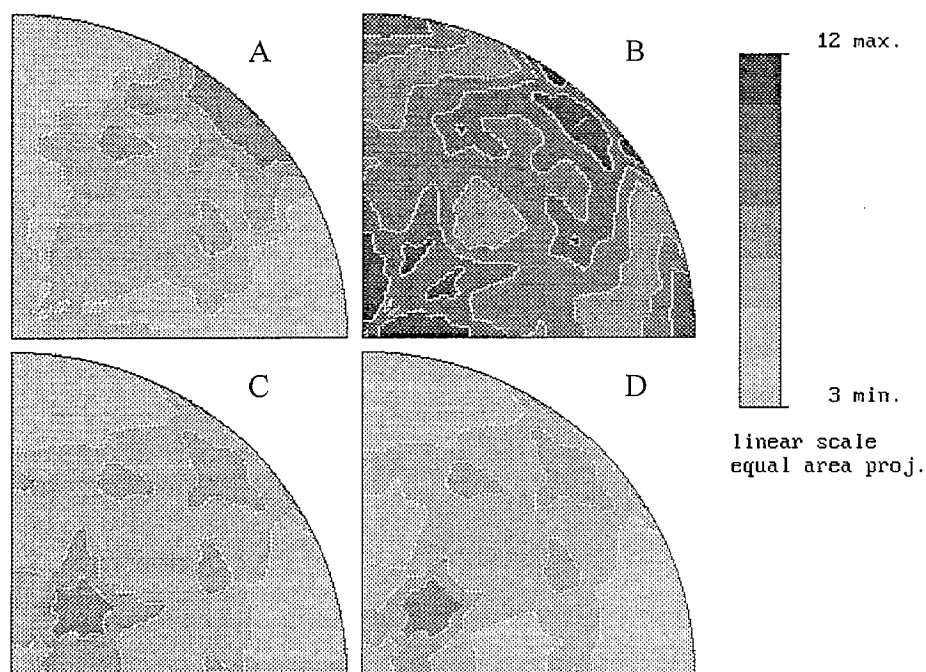 A
B
12 max.
C
D
3 min.
linear scale
equal area proj.